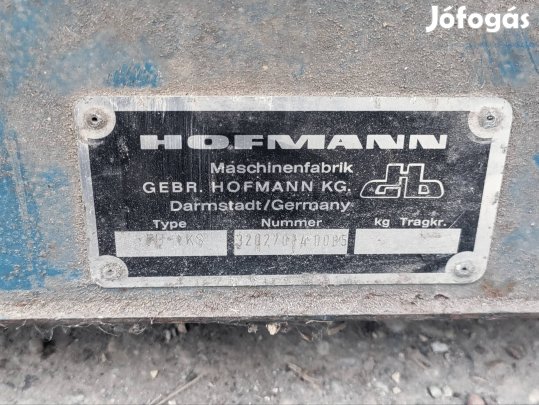 Jófogás
HOFMANN
Maschinenfabrik
GEBR. HOFMANN KG.
Darmstadt/Germany
Type Nummer kg Tragkr.